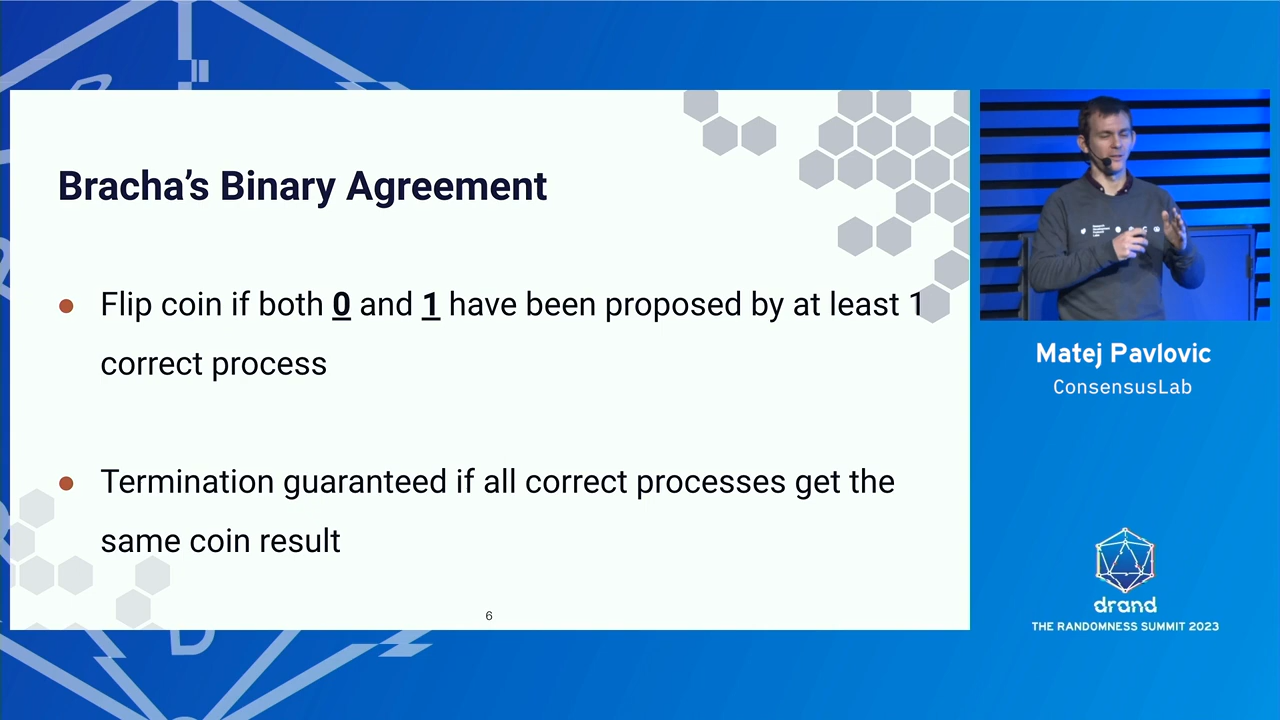 Bracha's Binary Agreement
● Flip coin if both 0 and 1 have been proposed by at least 1
correct process
● Termination guaranteed if all correct processes get the
same coin result
6
Matej Pavlovic
ConsensusLab
drand
THE RANDOMNESS SUMMIT 2023